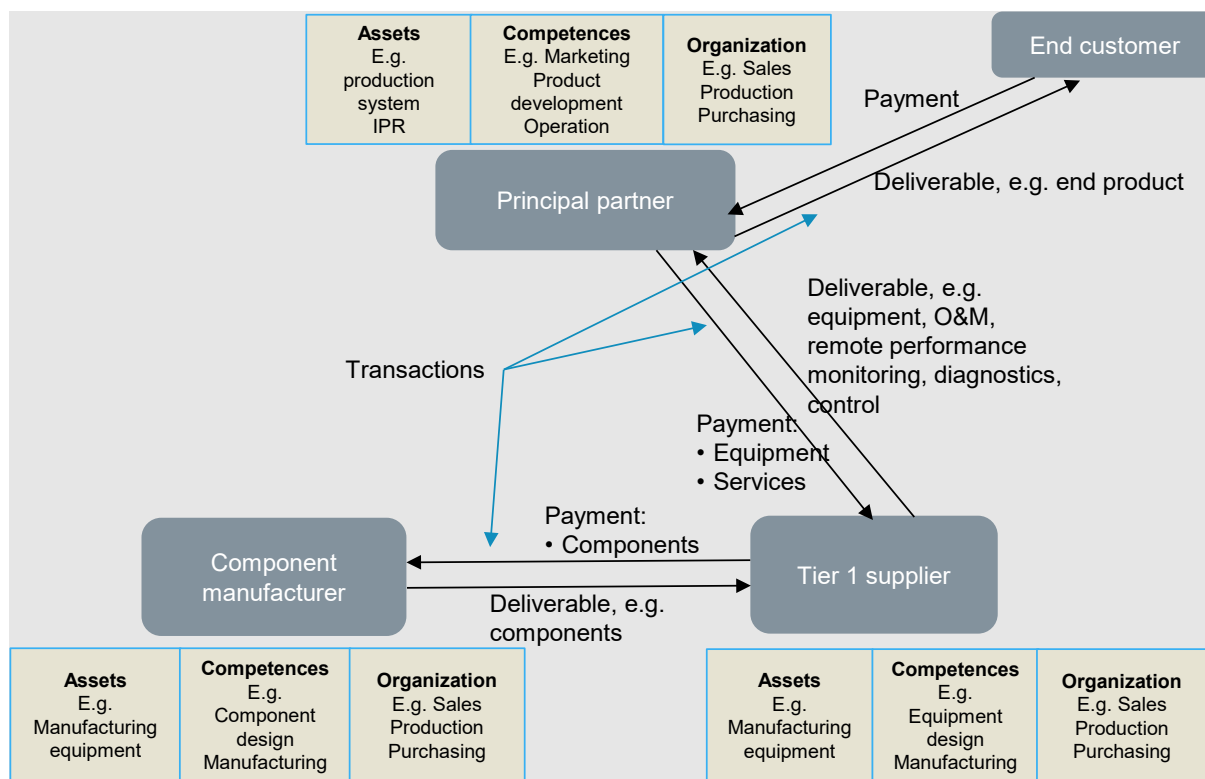 Assets
E.g.
production
system
IPR
Competences
E.g. Marketing
Product
development
Operation
Organization
E.g. Sales
Production
Purchasing
End customer
Payment
Deliverable, e.g. end product
Principal partner
Deliverable, e.g.
equipment, O&M,
remote performance
monitoring, diagnostics,
control
Transactions
Payment:
• Equipment
• Services
Payment:
• Components
Component
manufacturer
Tier 1 supplier
Deliverable, e.g.
components
Assets
E.g.
Manufacturing
equipment
Competences
E.g.
Component
design
Manufacturing
Organization
E.g. Sales
Production
Purchasing
Assets
E.g.
Manufacturing
equipment
Competences
E.g.
Equipment
design
Manufacturing
Organization
E.g. Sales
Production
Purchasing